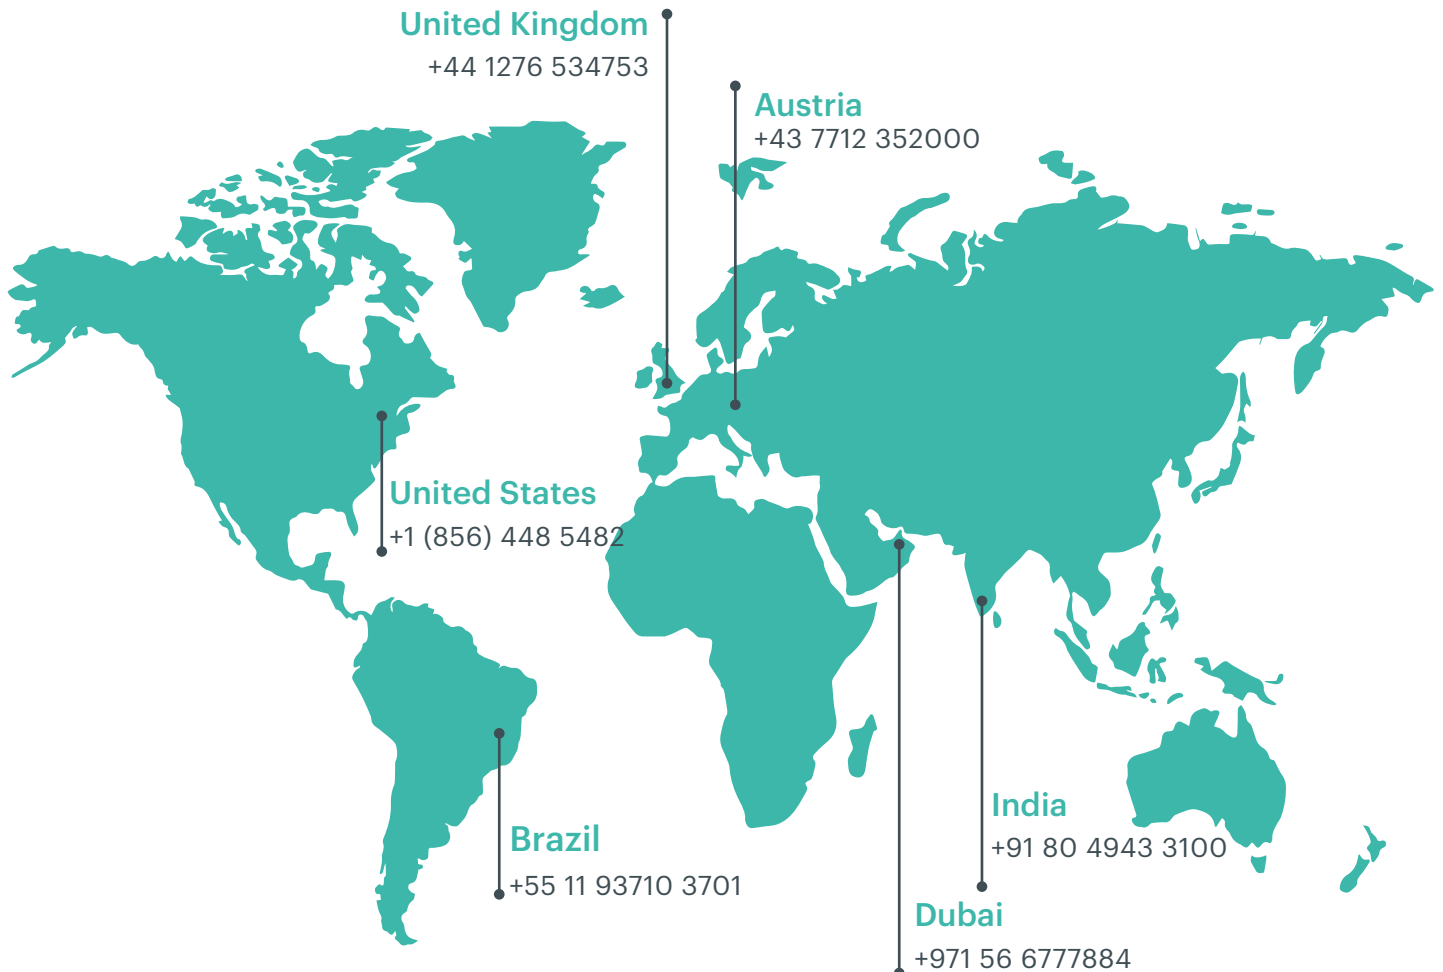 United Kingdom
+44 1276 534753
Austria
+43 7712 352000
United States
+1 (856) 448 5482
India
+91 80 4943 3100
Brazil
+55 11 93710 3701
Dubai
+971 56 6777884